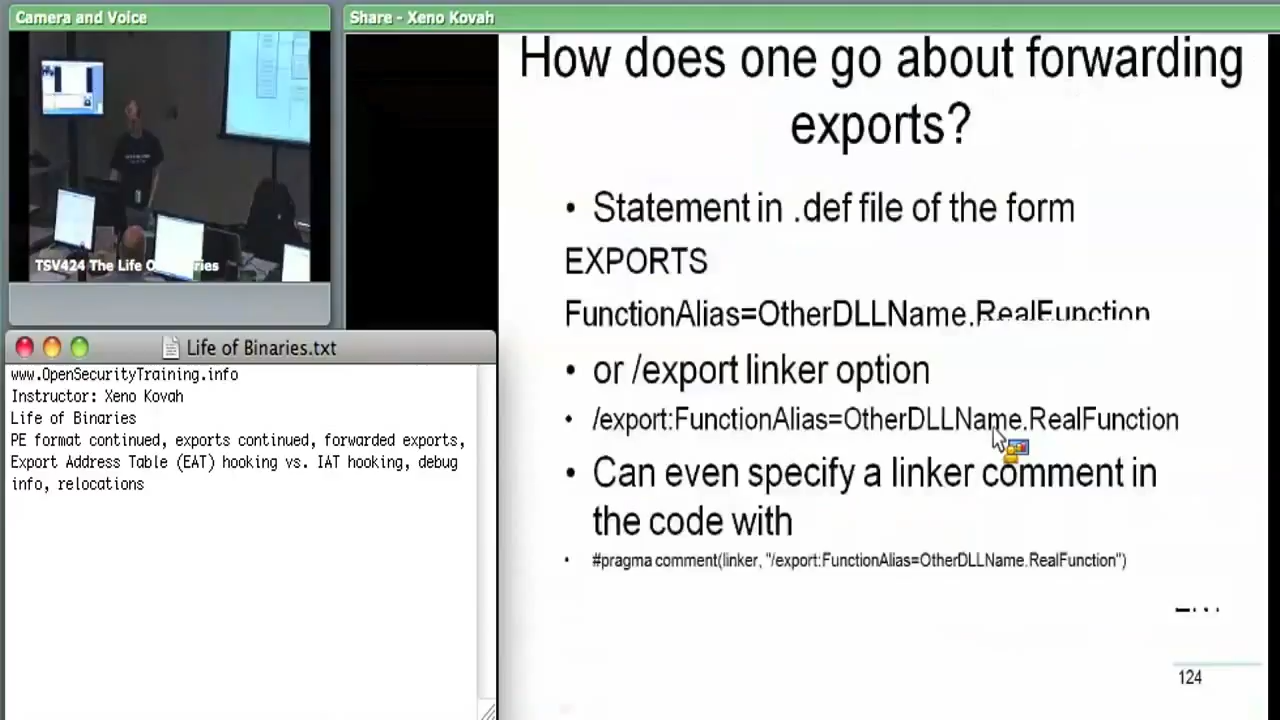 Camera and Voice
TSV424 The Life O ries
Life of Binaries.txt
www.OpenSecurityTraining.info
Instructor: Xeno Kovah
Life of Binaries
PE format continued, exports continued, forwarded exports,
Export Address Table (EAT) hooking vs. IAT hooking, debug
info, relocations
Share - Xeno Kovah
How does one go about forwarding
exports?
• Statement in .def file of the form
EXPORTS
FunctionAlias=OtherDLLName.RealFunction
• or /export linker option
• /export:FunctionAlias=OtherDLLName.RealFunction
• Can even specify a linker comment in
the code with
• #pragma comment(linker, "/export:FunctionAlias=OtherDLLName.RealFunction")
124